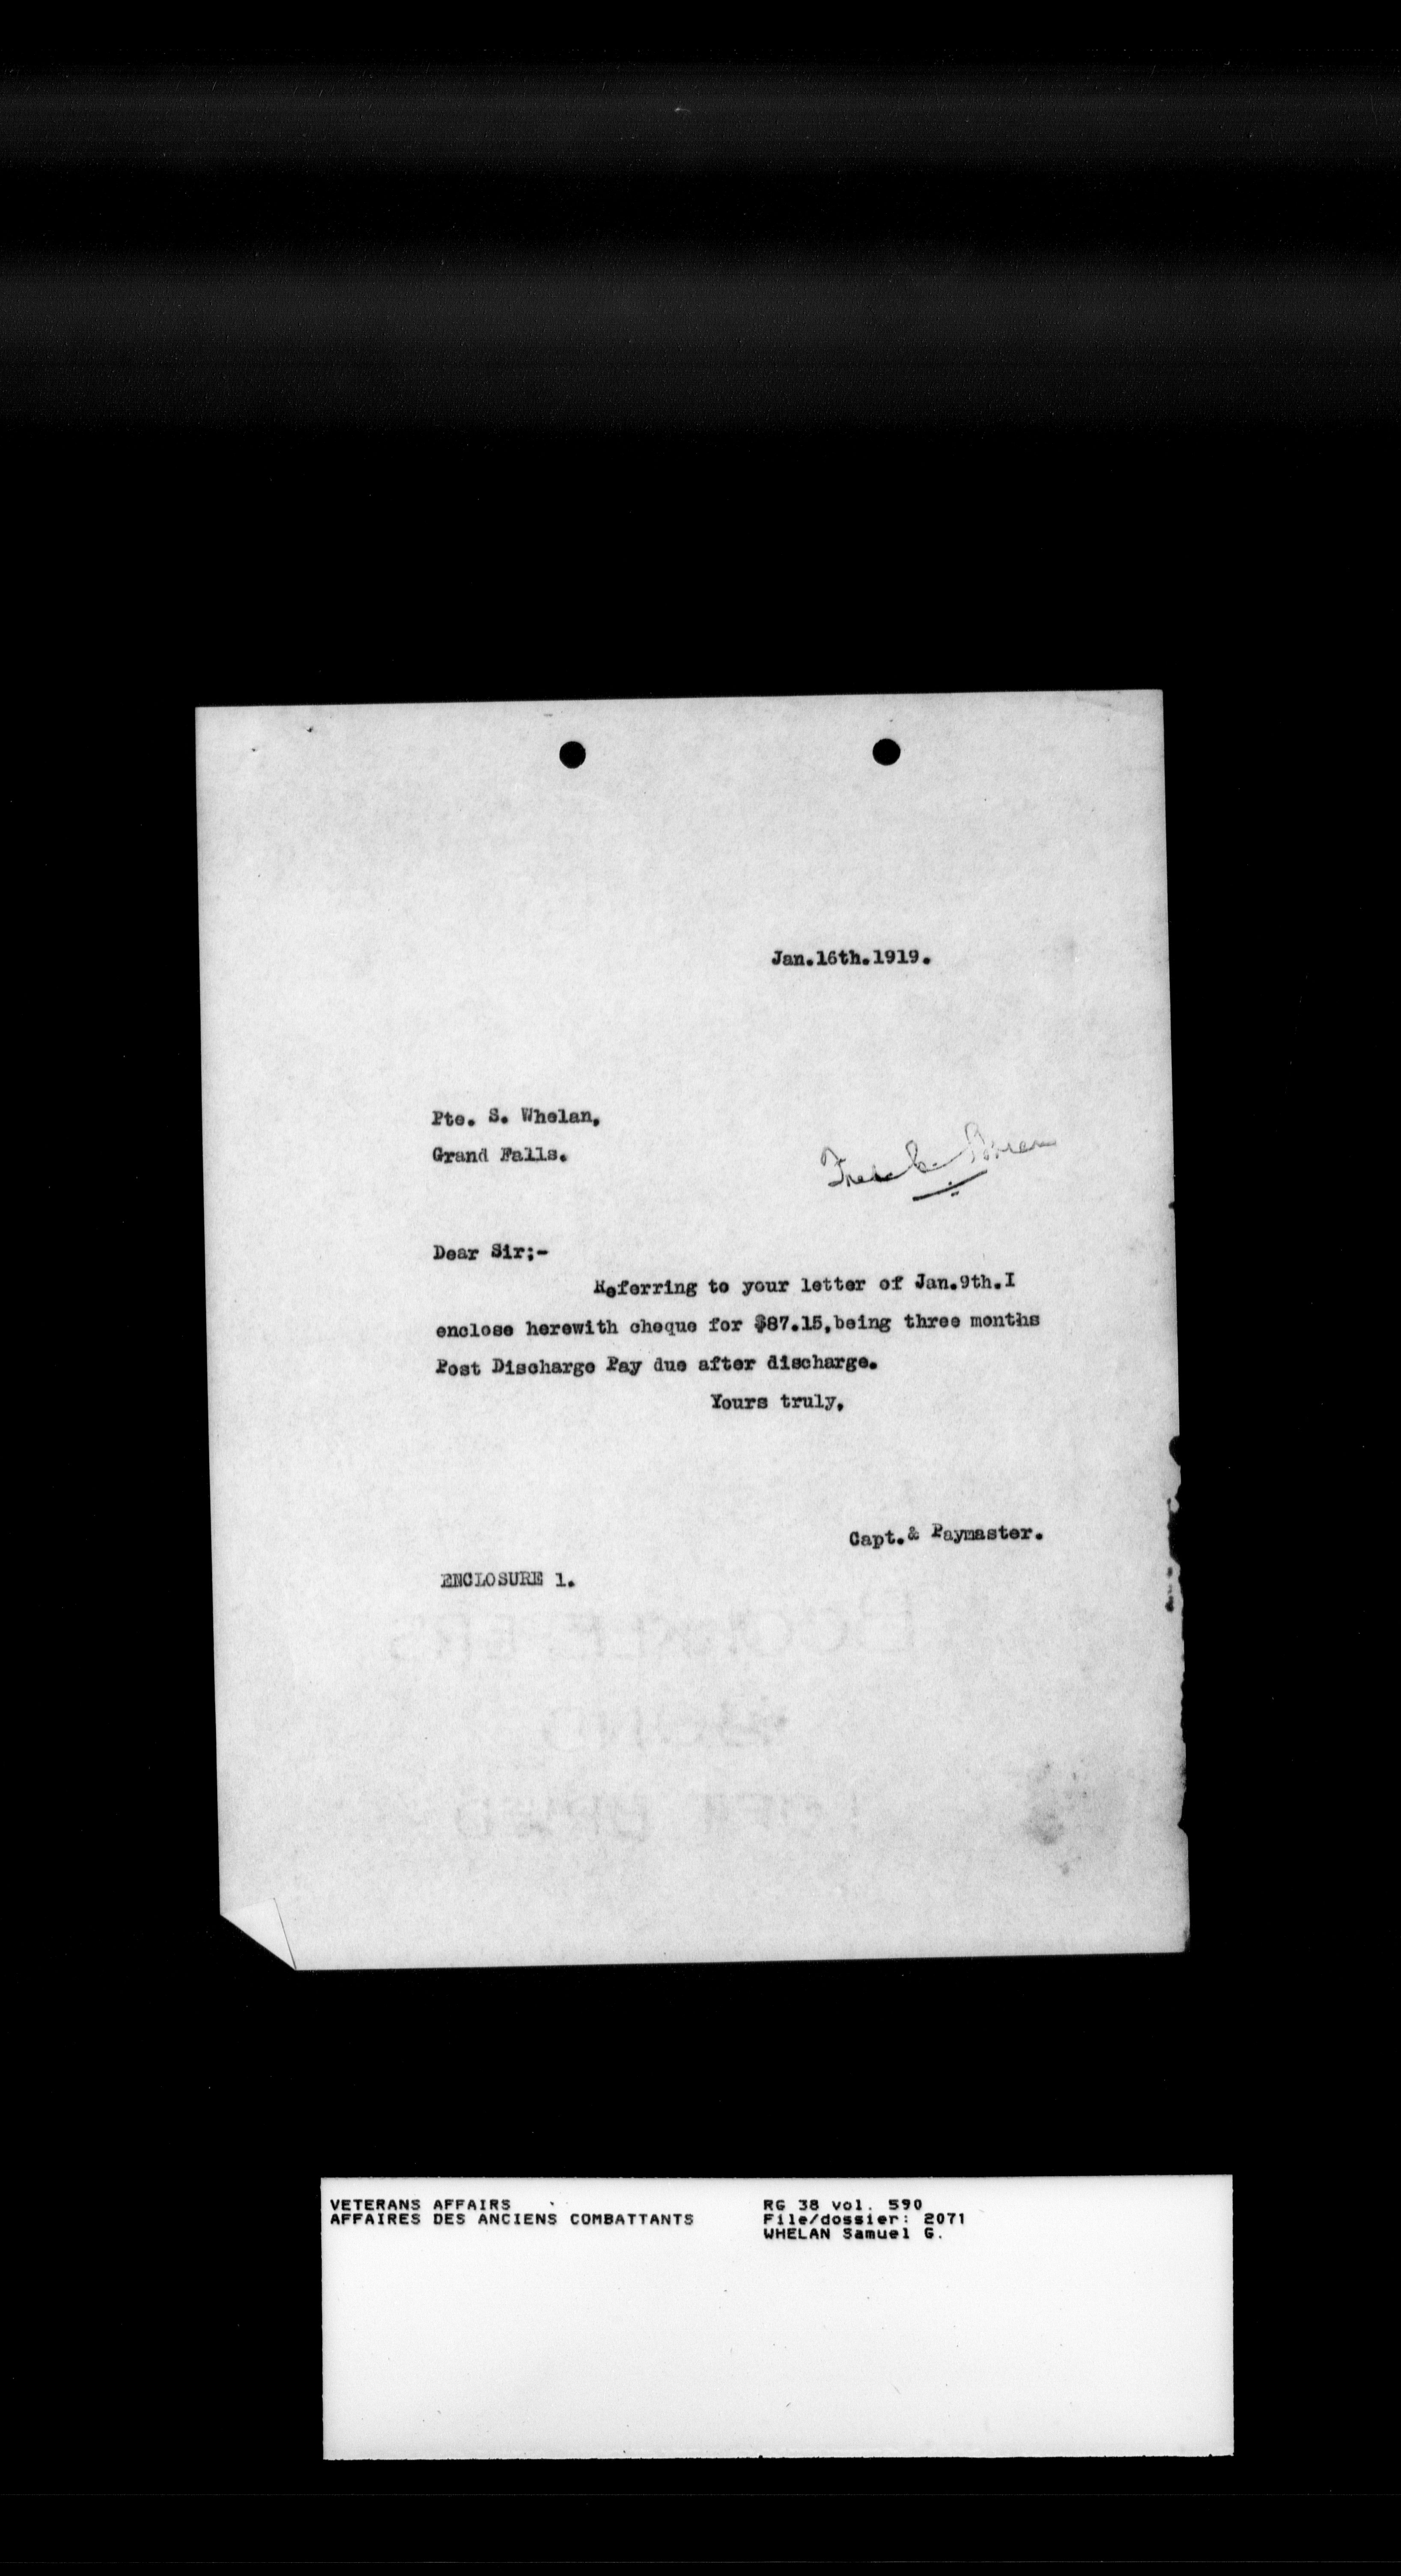 Jan.16th.1919.
Pte. S. Whelan,
Grand Falls.
Dear Sir;-
Referring to your letter of Jan.9th.I
enclose herewith cheque for $87.15,being three months
Post Discharge Pay due after discharge.
Yours truly,
Capt.& Paymaster.
ENCLOSURE 1.
VETERANS AFFAIRS
AFFAIRES DES ANCIENS COMBATTANTS
RG 38 vol. 590
File/dossier: 2071
WHELAN Samuel G.